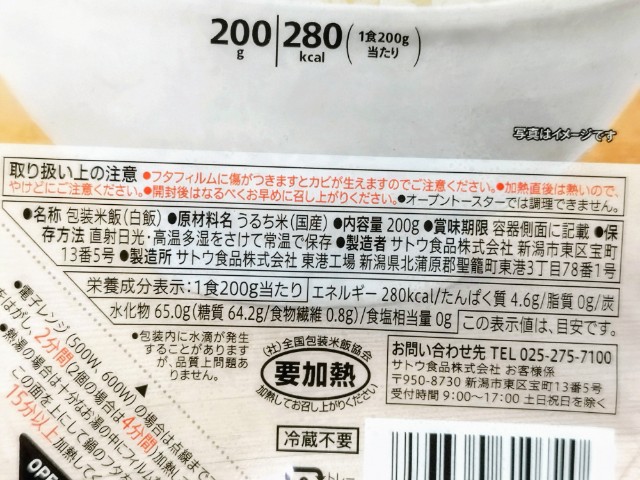 200g 280kcal (1食200g当たり)
写真はイメージです
取り扱い上の注意 ●フタフィルムに傷がつきますとカビが生えますのでご注意ください。●加熱直後は熱いので、
やけどにご注意ください。●開封後はなるべくお早めに召し上がりください。●オーブントースターでは調理できません。
●名称 包装米飯(白飯) ●原材料名 うるち米(国産) ●内容量 200g ●賞味期限 容器側面に記載 ●保
存方法 直射日光・高温多湿をさけて常温で保存 ●製造者 サトウ食品株式会社 新潟市東区宝町
13番5号 ●製造所 サトウ食品株式会社 東港工場 新潟県北蒲原郡聖籠町東港3丁目78番1号
栄養成分表示：1食200g当たり エネルギー 280kcal/たんぱく質 4.6g/脂質 0g/炭
水化物 65.0g(糖質 64.2g/食物繊維 0.8g)/食塩相当量 0g この表示値は、目安です。
●包装内に水滴が発生
することがあります
が、品質上問題あり
ません。
(社)全国包装米飯協会
要加熱
加熱してお召し上がりください
冷蔵不要
お問い合わせ先 TEL 025-275-7100
サトウ食品株式会社 お客様係
〒950-8730 新潟市東区宝町13番5号
受付時間 9:00〜17:00 土日祝日を除く
●電子レンジ(500W、600W)の場合は点線まで
をはがし、2分間(2個の場合は4分間)加熱
●熱湯の場合は十分なお湯の中にフィルム
この面を上にして鍋のフタを
15分以上加熱して
OPE
トレー